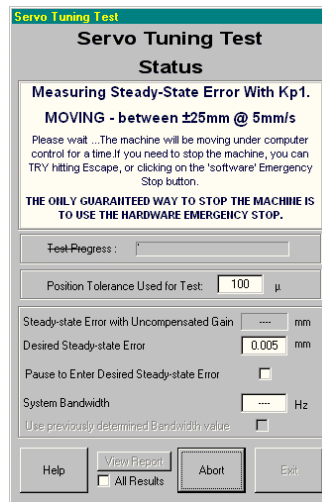 Servo Tuning Test
Servo Tuning Test
Status
Measuring Steady-State Error With Kp1.
MOVING - between ±25mm @ 5mm/s
Please wait ...The machine will be moving under computer
control for a time.If you need to stop the machine, you can
TRY hitting Escape, or clicking on the 'software' Emergency
Stop button.
THE ONLY GUARANTEED WAY TO STOP THE MACHINE IS
TO USE THE HARDWARE EMERGENCY STOP.
Test Progress :
Position Tolerance Used for Test: 100 µ
Steady-state Error with Uncompensated Gain ---- mm
Desired Steady-state Error 0.005 mm
Pause to Enter Desired Steady-state Error
System Bandwidth ---- Hz
Use previously determined Bandwidth value
Help View Report Abort Exit
All Results